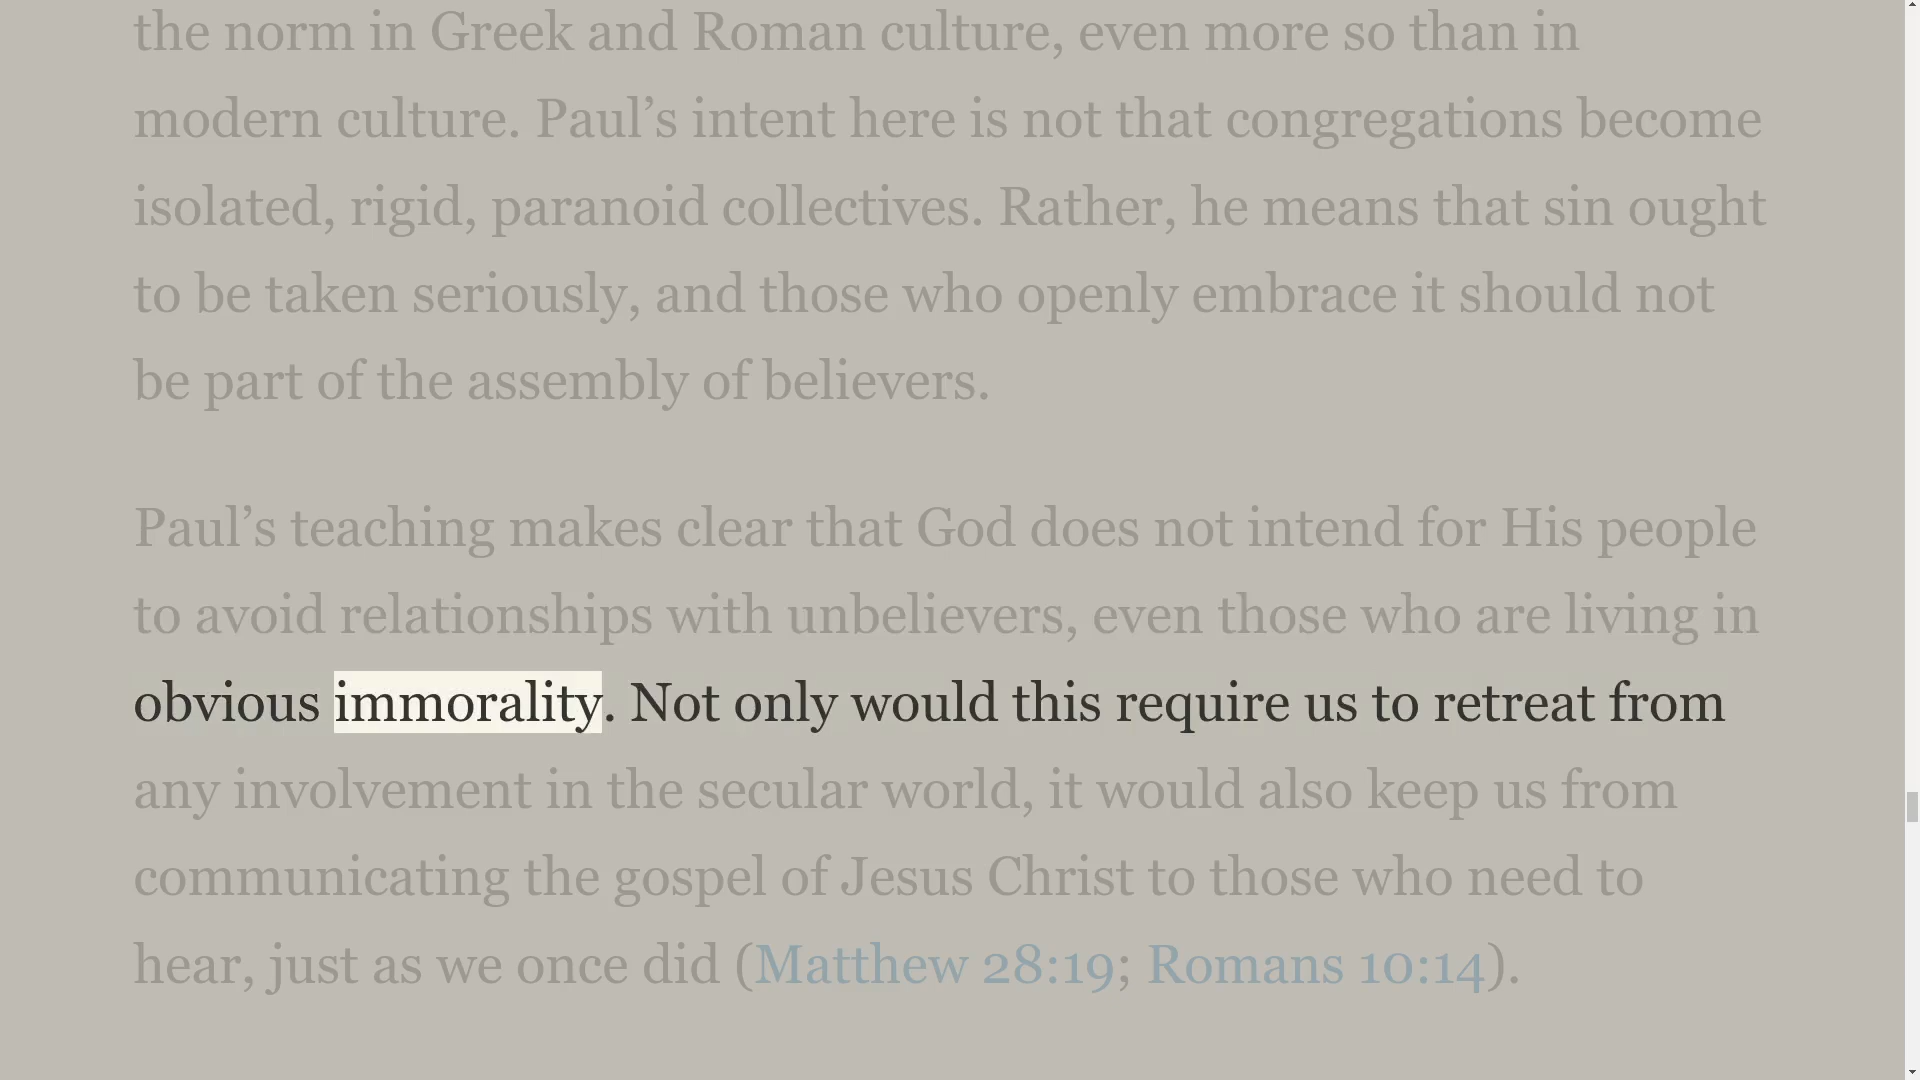 the norm in Greek and Roman culture, even more so than in
modern culture. Paul’s intent here is not that congregations become
isolated, rigid, paranoid collectives. Rather, he means that sin ought
to be taken seriously, and those who openly embrace it should not
be part of the assembly of believers.
Paul’s teaching makes clear that God does not intend for His people
to avoid relationships with unbelievers, even those who are living in
obvious immorality. Not only would this require us to retreat from
any involvement in the secular world, it would also keep us from
communicating the gospel of Jesus Christ to those who need to
hear, just as we once did (Matthew 28:19; Romans 10:14).